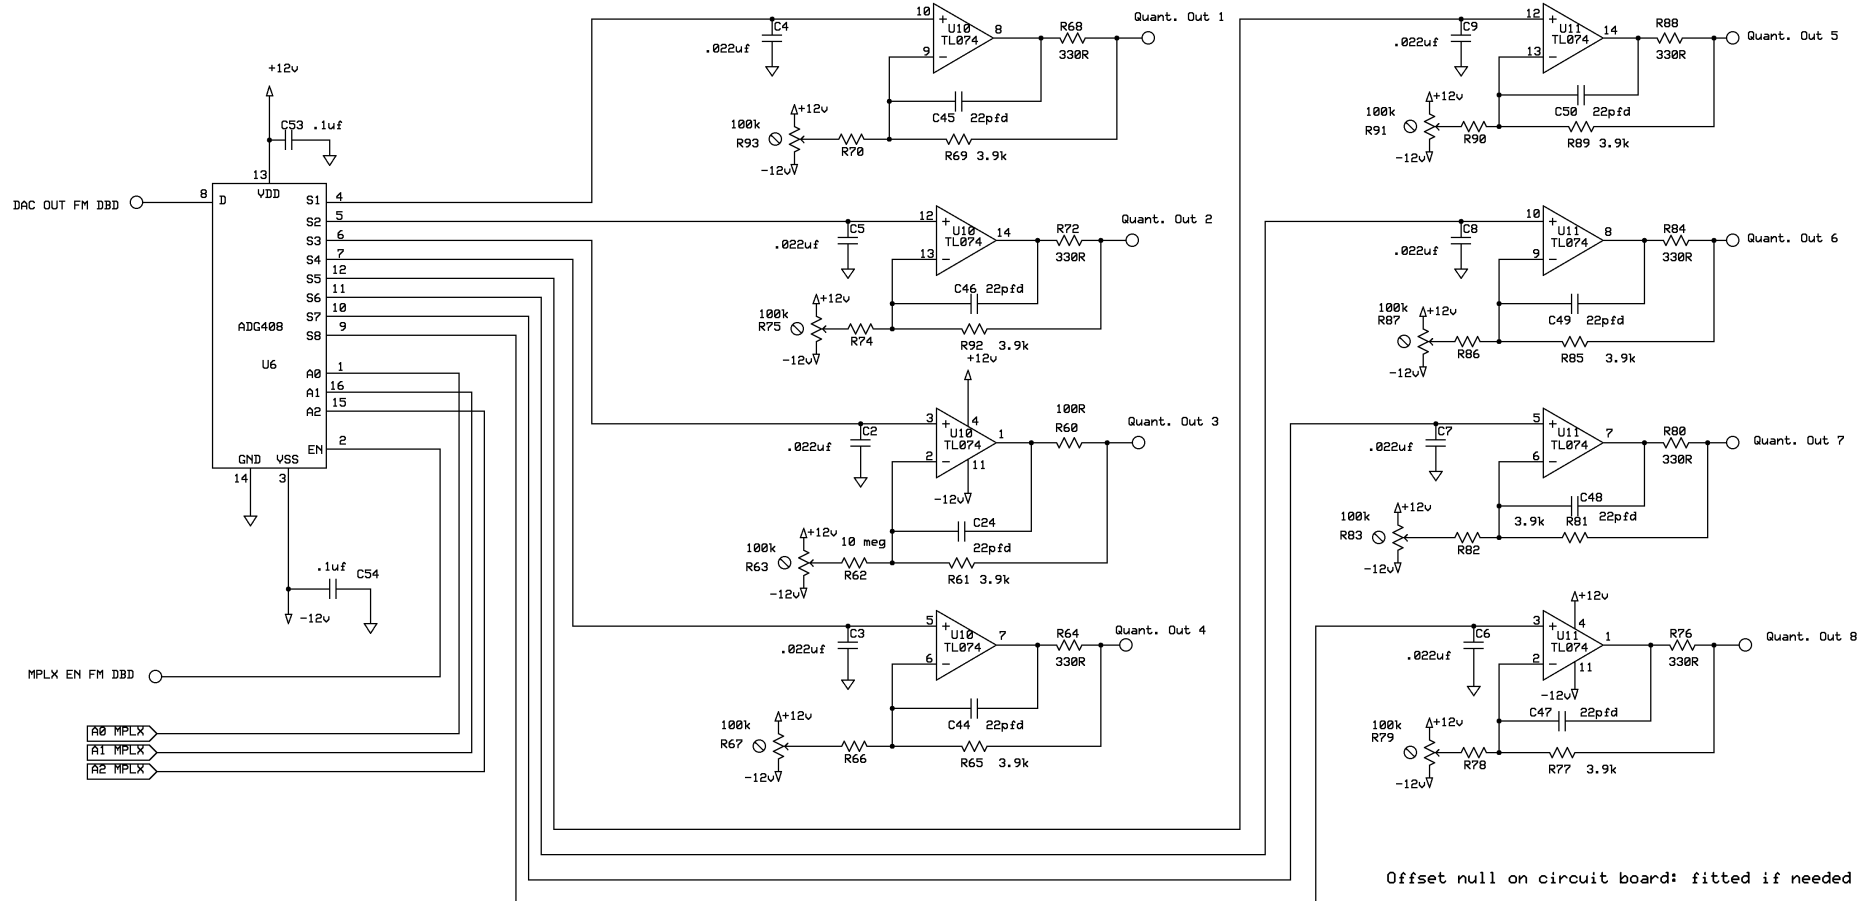 DAC OUT FM DBD
8
D
+12v
C53 .1uf
13
VDD
S1 4
S2 5
S3 6
S4 7
S5 12
S6 11
S7 10
S8 9
ADG408
U6
A0 1
A1 16
A2 15
EN 2
GND VSS
14 3
.1uf C54
-12v
MPLX EN FM DBD
A0 MPLX
A1 MPLX
A2 MPLX
C4
.022uf
10 +
9 -
U10
TL074
8
R68
330R
Quant. Out 1
C45 22pfd
+12v
100k
R93
-12v
R70
R69 3.9k
C5
.022uf
12 +
13 -
U10
TL074
14
R72
330R
Quant. Out 2
C46 22pfd
+12v
100k
R75
-12v
R74
R92 3.9k
+12v
C2
.022uf
3 +
2 -
4
U10
TL074
1
11
-12v
100R
R60
Quant. Out 3
C24
22pfd
+12v
10 meg
100k
R63
-12v
R62
R61 3.9k
C3
.022uf
5 +
6 -
U10
TL074
7
R64
330R
Quant. Out 4
C44 22pfd
+12v
100k
R67
-12v
R66
R65 3.9k
C9
.022uf
12 +
13 -
U11
TL074
14
R88
330R
Quant. Out 5
C50 22pfd
+12v
100k
R91
-12v
R90
R89 3.9k
C8
.022uf
10 +
9 -
U11
TL074
8
R84
330R
Quant. Out 6
C49 22pfd
+12v
100k
R87
-12v
R86
R85 3.9k
C7
.022uf
5 +
6 -
U11
TL074
7
R80
330R
Quant. Out 7
C48
22pfd
+12v
100k
R83
-12v
R82
3.9k R81
+12v
C6
.022uf
3 +
2 -
4
U11
TL074
1
11
-12v
R76
330R
Quant. Out 8
C47 22pfd
+12v
100k
R79
-12v
R78
R77 3.9k
Offset null on circuit board: fitted if needed